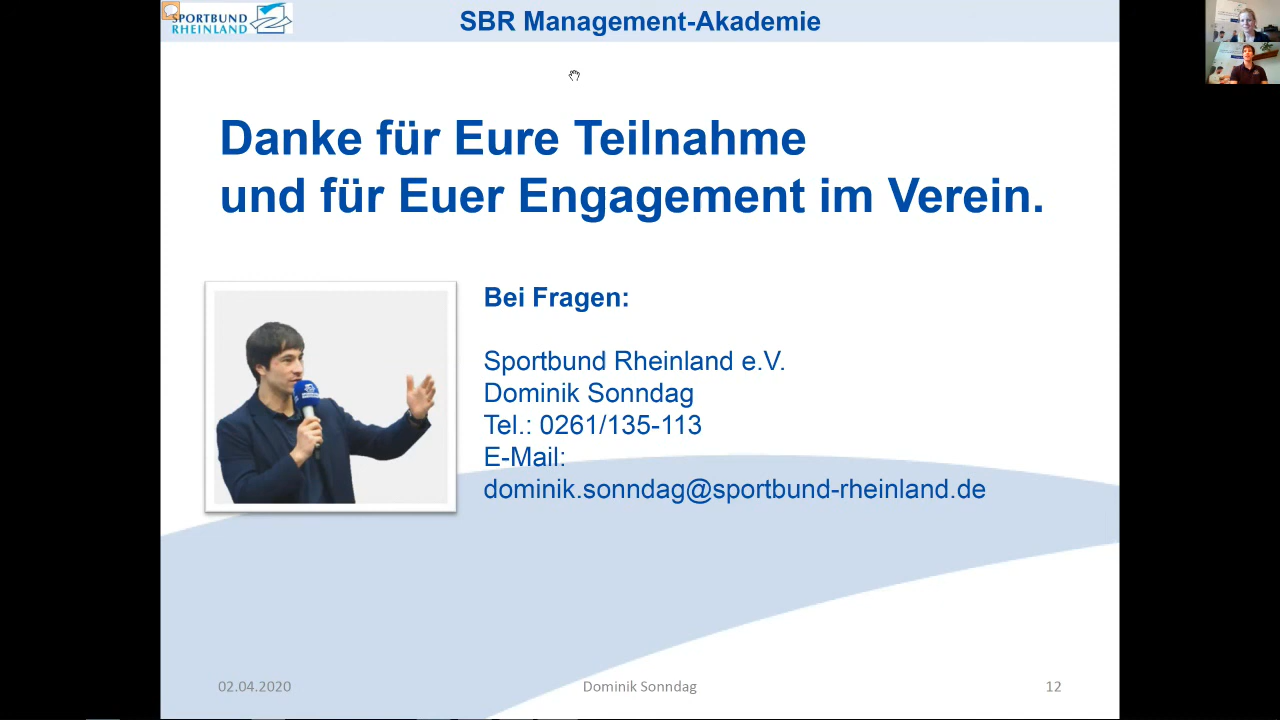 SPORTBUND
RHEINLAND
SBR Management-Akademie
Danke für Eure Teilnahme
und für Euer Engagement im Verein.
Bei Fragen:
Sportbund Rheinland e.V.
Dominik Sonndag
Tel.: 0261/135-113
E-Mail:
dominik.sonndag@sportbund-rheinland.de
02.04.2020
Dominik Sonndag
12